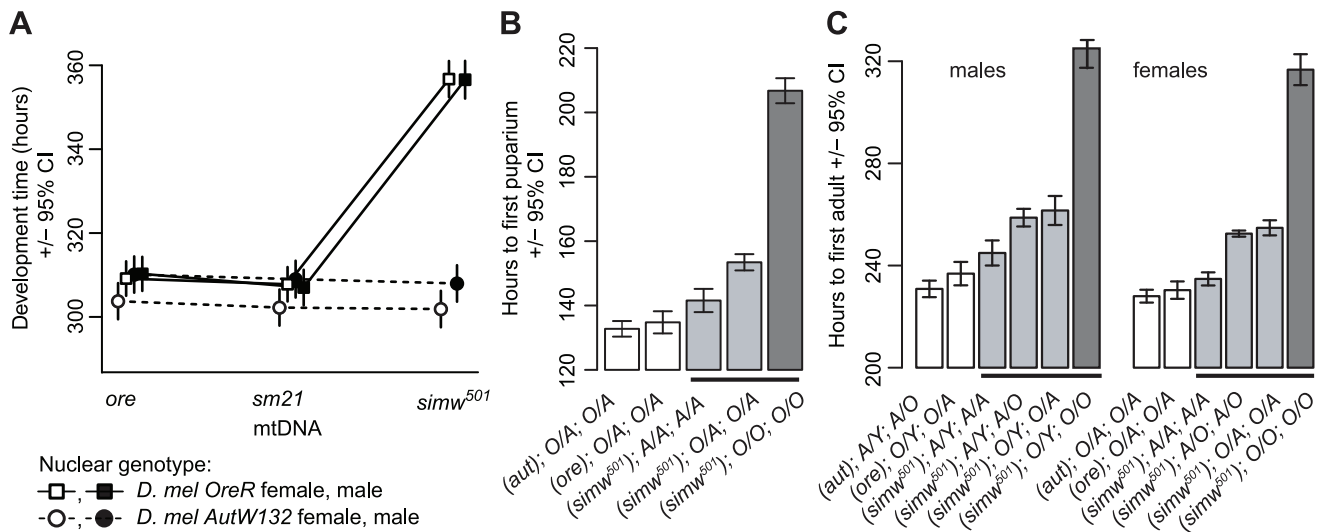 A
Development time (hours)
+/− 95% CI
360
340
320
300
ore
sm21
simw⁵⁰¹
mtDNA
Nuclear genotype:
, D. mel OreR female, male
, D. mel AutW132 female, male
B
Hours to first puparium
+/− 95% CI
220
200
180
160
140
120
(aut); O/A; O/A
(ore); O/A; O/A
(simw⁵⁰¹); A/A; A/A
(simw⁵⁰¹); O/A; O/A
(simw⁵⁰¹); O/O; O/O
C
Hours to first adult +/− 95% CI
320
280
240
200
males
females
(aut); A/Y; A/O
(ore); O/Y; O/A
(simw⁵⁰¹); A/Y; A/A
(simw⁵⁰¹); A/Y; A/O
(simw⁵⁰¹); O/Y; O/A
(simw⁵⁰¹); O/Y; O/O
(aut); O/A, O/A
(ore); O/A; O/A
(simw⁵⁰¹); A/A, A/A
(simw⁵⁰¹); A/O, A/O
(simw⁵⁰¹); O/A, O/A
(simw⁵⁰¹); O/O, O/O